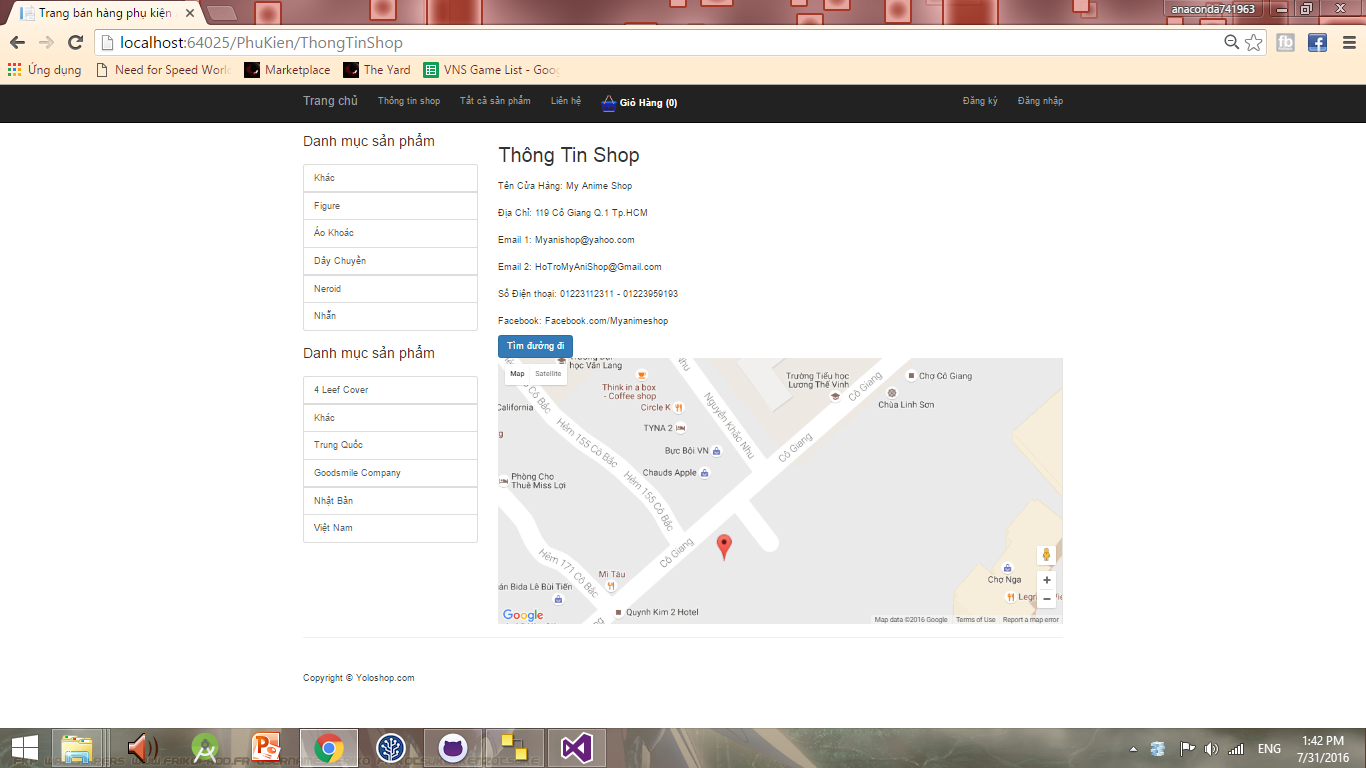 Trang bán hàng phụ kiện
anaconda741963
localhost:64025/PhuKien/ThongTinShop
Ứng dụng
Need for Speed World
Marketplace
The Yard
VNS Game List - Goog
Trang chủ
Thông tin shop
Tất cả sản phẩm
Liên hệ
Giỏ Hàng (0)
Đăng ký
Đăng nhập
Danh mục sản phẩm
Khác
Figure
Áo Khoác
Dây Chuyền
Neroid
Nhẫn
Danh mục sản phẩm
4 Leef Cover
Khác
Trung Quốc
Goodsmile Company
Nhật Bản
Việt Nam
Thông Tin Shop
Tên Cửa Hàng: My Anime Shop
Địa Chỉ: 119 Cô Giang Q.1 Tp.HCM
Email 1: Myanishop@yahoo.com
Email 2: HoTroMyAniShop@Gmail.com
Số Điện thoại: 01223112311 - 01223959193
Facebook: Facebook.com/Myanimeshop
Tìm đường đi
Map
Satellite
học Văn Lang
Think in a box
- Coffee shop
Circle K
TYNA 2
Bực Bội VN
Chauds Apple
California
Cô Bắc
Hẻm 155 Cô Bắc
Hẻm 155 Cô Bắc
Nguyễn Khắc Nhu
Trường Tiểu học
Lương Thế Vinh
Cô Giang
Chợ Cô Giang
Chùa Linh Sơn
Cô Giang
Phòng Cho
Thuê Miss Lợi
Cô Giang
Hẻm 171 Cô Bắc
Mì Tàu
án Bida Lê Bùi Tiến
Quynh Kim 2 Hotel
Chợ Nga
Google
Map data ©2016 Google
Terms of Use
Report a map error
Copyright © Yoloshop.com
ENG
1:42 PM
7/31/2016